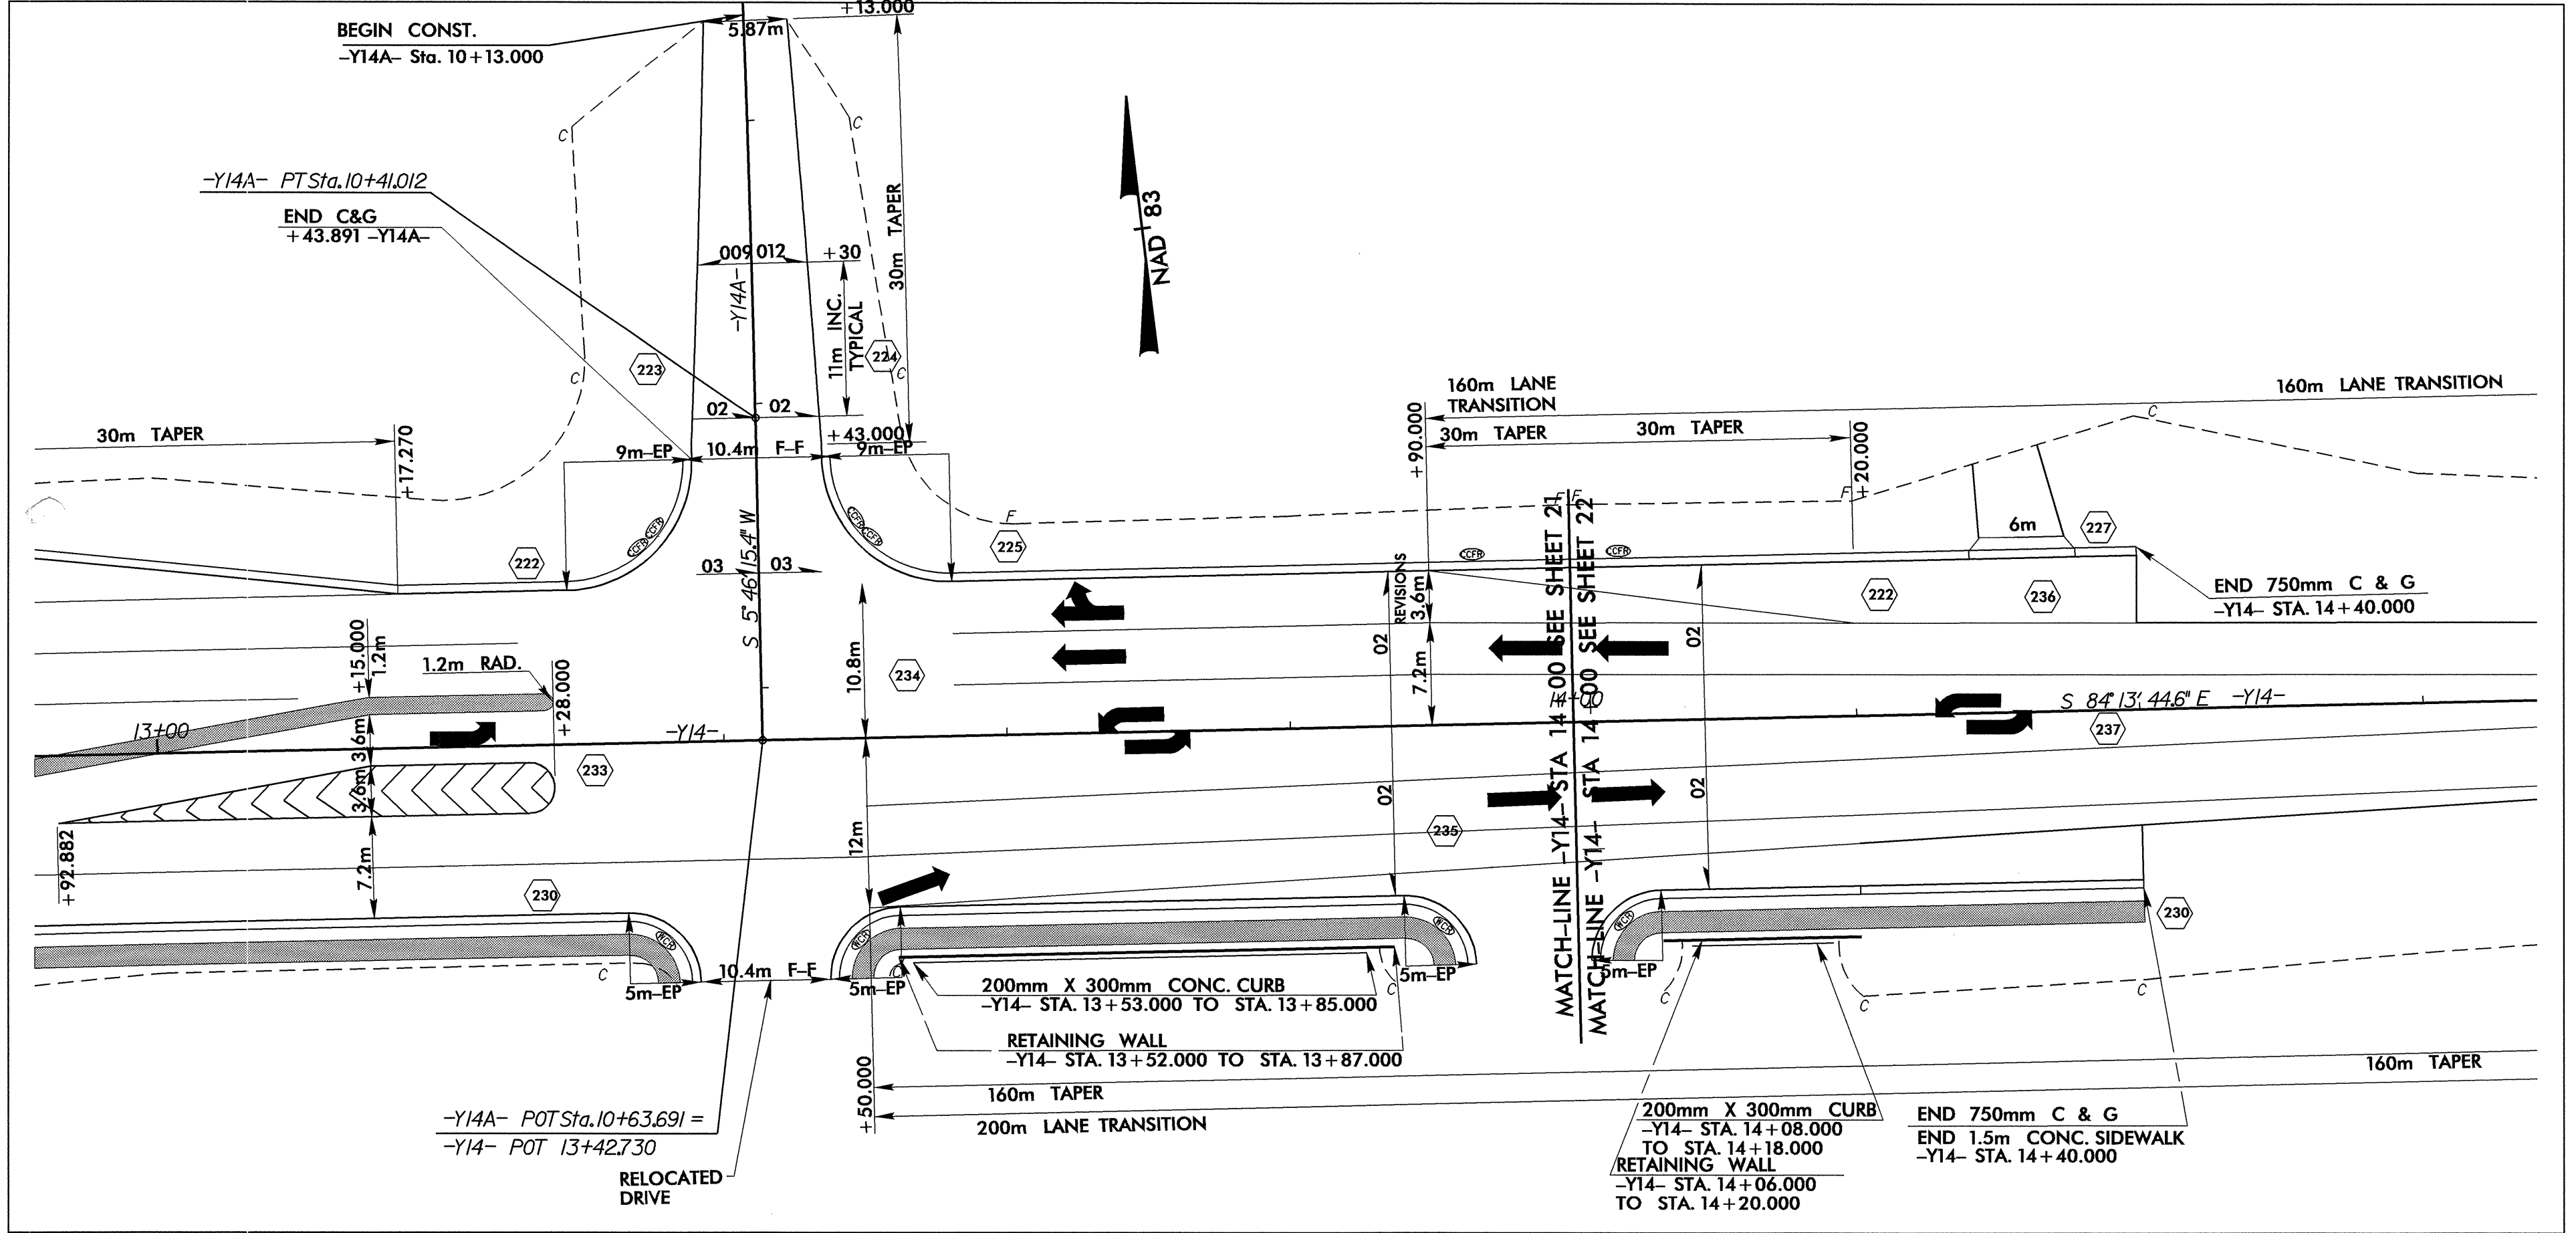 BEGIN CONST.
-Y14A- Sta. 10+13.000
5.87m
+13.000
C
C
-Y14A- PT Sta. 10+41.012
END C&G
+43.891 -Y14A-
009 012
+30
-Y14A-
11m INC.
TYPICAL
30m TAPER
NAD 83
223
224
C
C
02 02
+43.000
30m TAPER
+17.270
9m-EP
10.4m F-F
9m-EP
160m LANE
TRANSITION
160m LANE TRANSITION
+90.000
30m TAPER
30m TAPER
+20.000
C
F
F
F
F
CCFR
CCFR
CCFR
CCFR
CCFR
CCFR
222
225
03 03
S 5° 46' 15.4" W
6m
227
REVISIONS
3.6m
222
236
END 750mm C & G
-Y14- STA. 14+40.000
+15.000
1.2m
1.2m RAD.
+28.000
10.8m
234
02
7.2m
02
13+00
3.6m
-Y14-
14+00
S 84° 13' 44.6" E -Y14-
237
233
3.6m
02
02
235
+92.882
7.2m
12m
230
230
WCR
WCR
WCR
WCR
MATCH-LINE -Y14- STA 14+00 SEE SHEET 21
MATCH-LINE -Y14- STA 14+00 SEE SHEET 22
C
5m-EP
10.4m F-F
5m-EP
C
5m-EP
5m-EP
C
C
C
C
200mm X 300mm CONC. CURB
-Y14- STA. 13+53.000 TO STA. 13+85.000
RETAINING WALL
-Y14- STA. 13+52.000 TO STA. 13+87.000
+50.000
160m TAPER
160m TAPER
200m LANE TRANSITION
-Y14A- POT Sta. 10+63.691 =
-Y14- POT 13+42.730
RELOCATED
DRIVE
200mm X 300mm CURB
-Y14- STA. 14+08.000
TO STA. 14+18.000
RETAINING WALL
-Y14- STA. 14+06.000
TO STA. 14+20.000
END 750mm C & G
END 1.5m CONC. SIDEWALK
-Y14- STA. 14+40.000